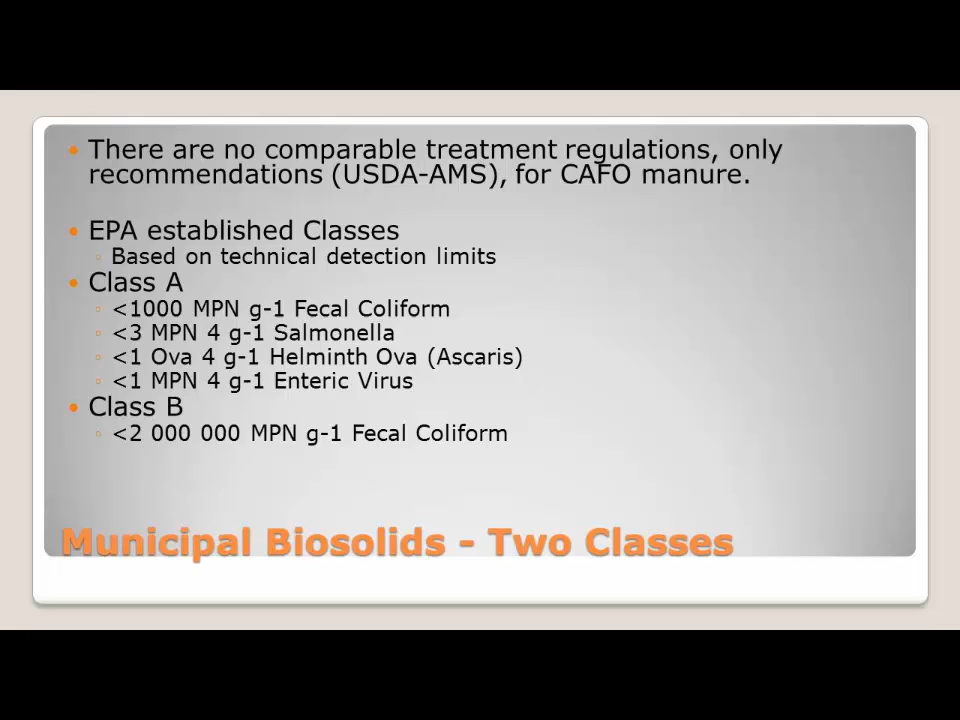 • There are no comparable treatment regulations, only
recommendations (USDA-AMS), for CAFO manure.
• EPA established Classes
◦ Based on technical detection limits
• Class A
◦ <1000 MPN g-1 Fecal Coliform
◦ <3 MPN 4 g-1 Salmonella
◦ <1 Ova 4 g-1 Helminth Ova (Ascaris)
◦ <1 MPN 4 g-1 Enteric Virus
• Class B
◦ <2 000 000 MPN g-1 Fecal Coliform
Municipal Biosolids - Two Classes